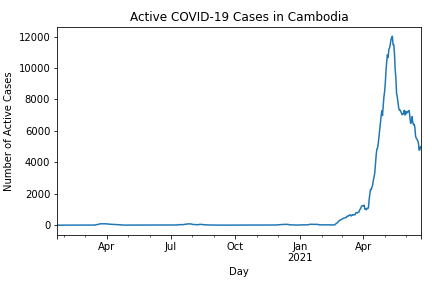 Active COVID-19 Cases in Cambodia
Number of Active Cases
12000
10000
8000
6000
4000
2000
0
Apr
Jul
Oct
Jan
2021
Apr
Day